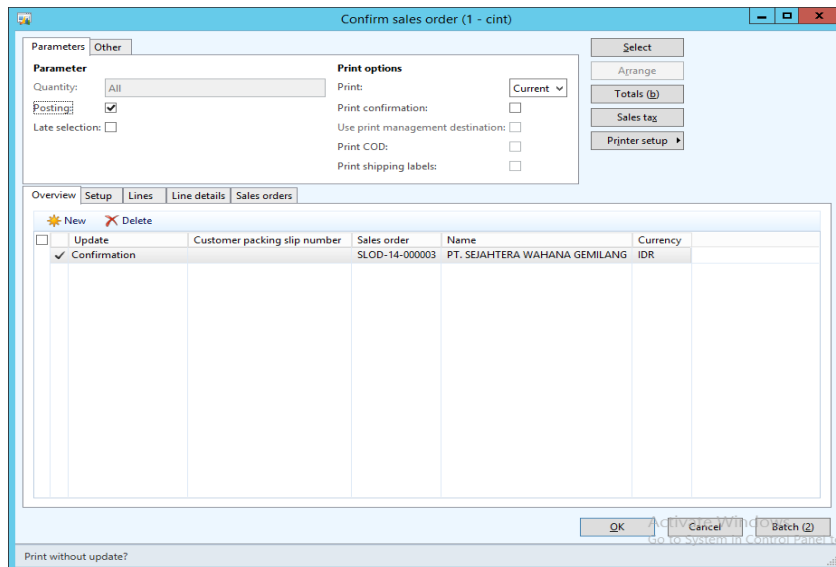 Confirm sales order (1 - cint)
Parameters Other
Parameter
Quantity: All
Posting:
Late selection:
Print options
Print: Current
Print confirmation:
Use print management destination:
Print COD:
Print shipping labels:
Select
Arrange
Totals (b)
Sales tax
Printer setup
Overview Setup Lines Line details Sales orders
New Delete
Update Customer packing slip number Sales order Name Currency
Confirmation SLOD-14-000003 PT. SEJAHTERA WAHANA GEMILANG IDR
OK Cancel Batch (2)
Activate Windows
Go to System in Control Panel to
Print without update?